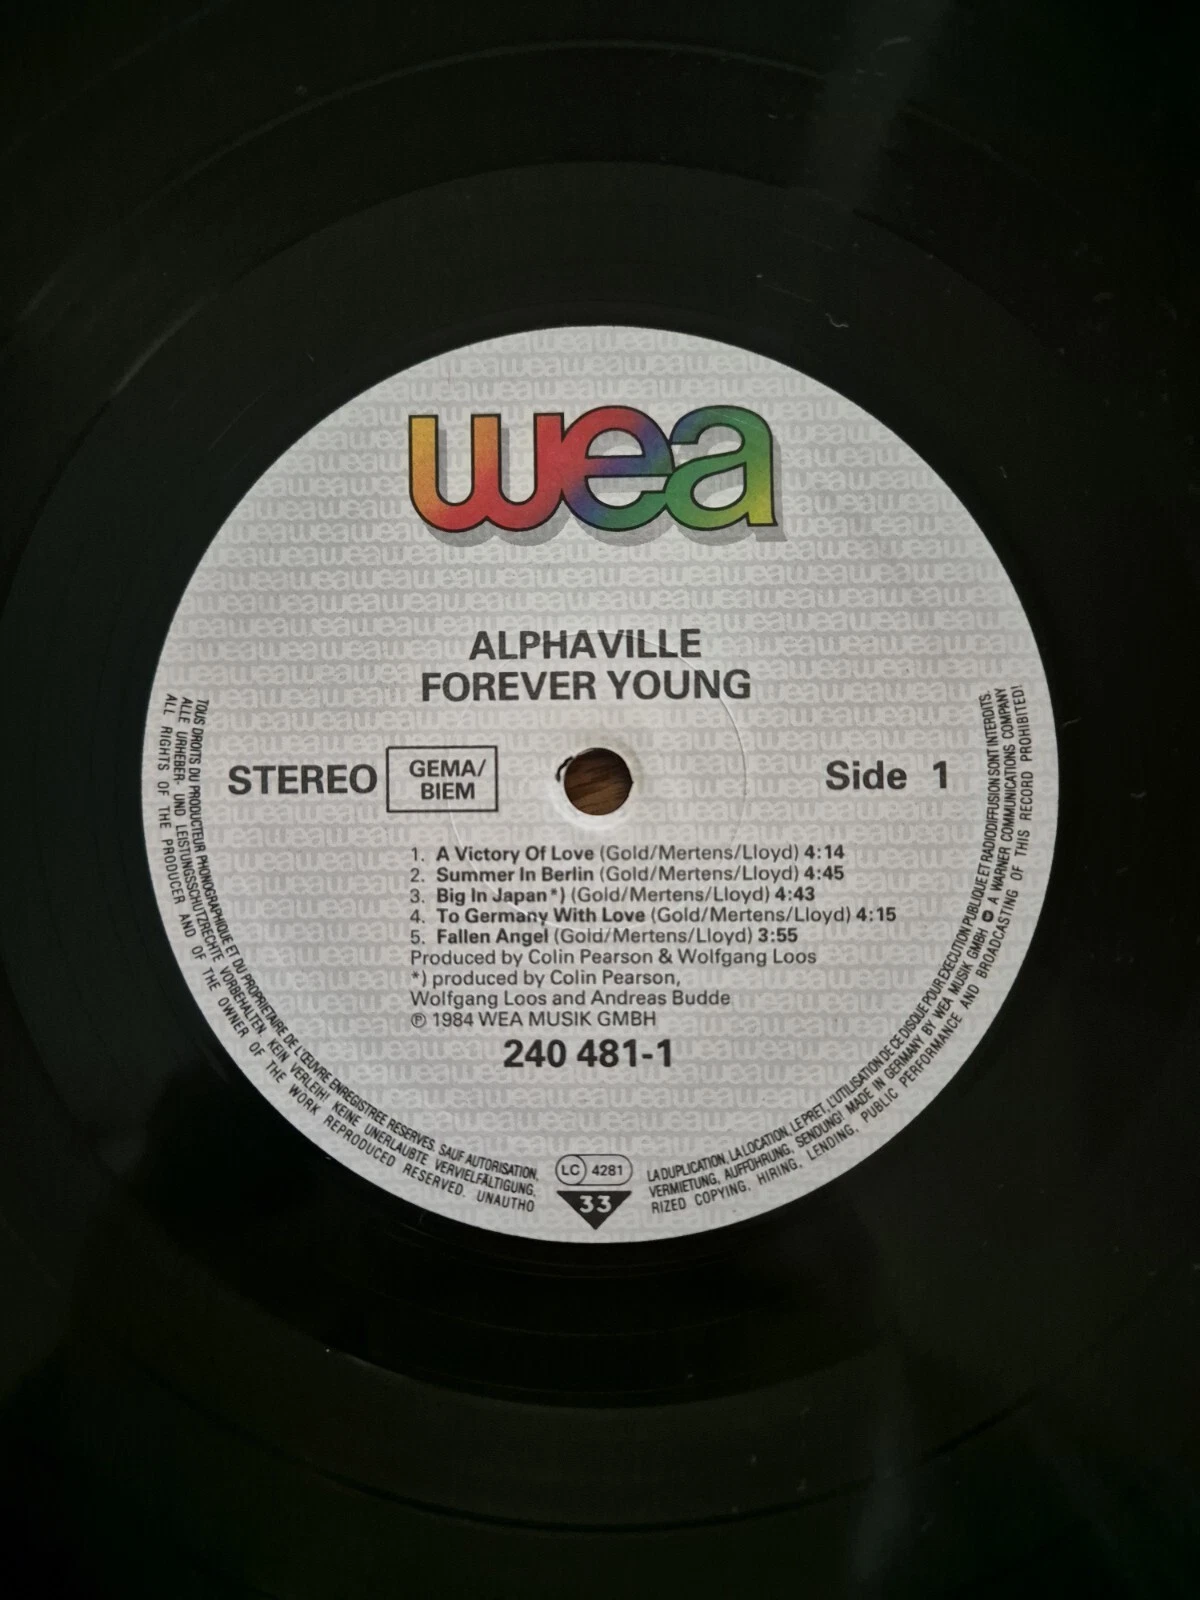 wea
ALPHAVILLE
FOREVER YOUNG
STEREO
GEMA/
BIEM
Side 1
1. A Victory Of Love (Gold/Mertens/Lloyd) 4:14
2. Summer In Berlin (Gold/Mertens/Lloyd) 4:45
3. Big In Japan*) (Gold/Mertens/Lloyd) 4:43
4. To Germany With Love (Gold/Mertens/Lloyd) 4:15
5. Fallen Angel (Gold/Mertens/Lloyd) 3:55
Produced by Colin Pearson & Wolfgang Loos
*) produced by Colin Pearson,
Wolfgang Loos and Andreas Budde
℗ 1984 WEA MUSIK GMBH
240 481-1
LC 4281
33
TOUS DROITS DU PRODUCTEUR PHONOGRAPHIQUE ET DU PROPRIETAIRE DE L'ŒUVRE ENREGISTREE RESERVES. SAUF AUTORISATION, LA DUPLICATION, LA LOCATION, LE PRET, L'UTILISATION DE CE DISQUE POUR EXECUTION PUBLIQUE ET RADIODIFFUSION SONT INTERDITS.
ALLE URHEBER- UND LEISTUNGSSCHUTZRECHTE VORBEHALTEN. KEIN VERLEIH! KEINE UNERLAUBTE VERVIELFÄLTIGUNG, VERMIETUNG, AUFFÜHRUNG, SENDUNG! MADE IN GERMANY BY WEA MUSIK GMBH A WARNER COMMUNICATIONS COMPANY
ALL RIGHTS OF THE PRODUCER AND OF THE OWNER OF THE WORK REPRODUCED RESERVED. UNAUTHORIZED COPYING, HIRING, LENDING, PUBLIC PERFORMANCE AND BROADCASTING OF THIS RECORD PROHIBITED!